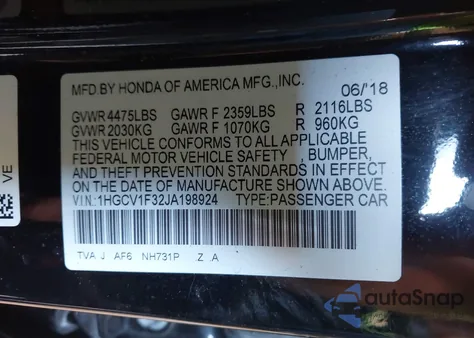 MFD.BY HONDA OF AMERICA MFG.,INC. 06/18
GVWR 4475LBS GAWR F 2359LBS R 2116LBS
GVWR 2030KG GAWR F 1070KG R 960KG
THIS VEHICLE CONFORMS TO ALL APPLICABLE
FEDERAL MOTOR VEHICLE SAFETY , BUMPER,
AND THEFT PREVENTION STANDARDS IN EFFECT
ON THE DATE OF MANUFACTURE SHOWN ABOVE.
V.I.N.:1HGCV1F32JA198924 TYPE:PASSENGER CAR
TVA J AF6 NH731P Z .A
VE
autoSnap